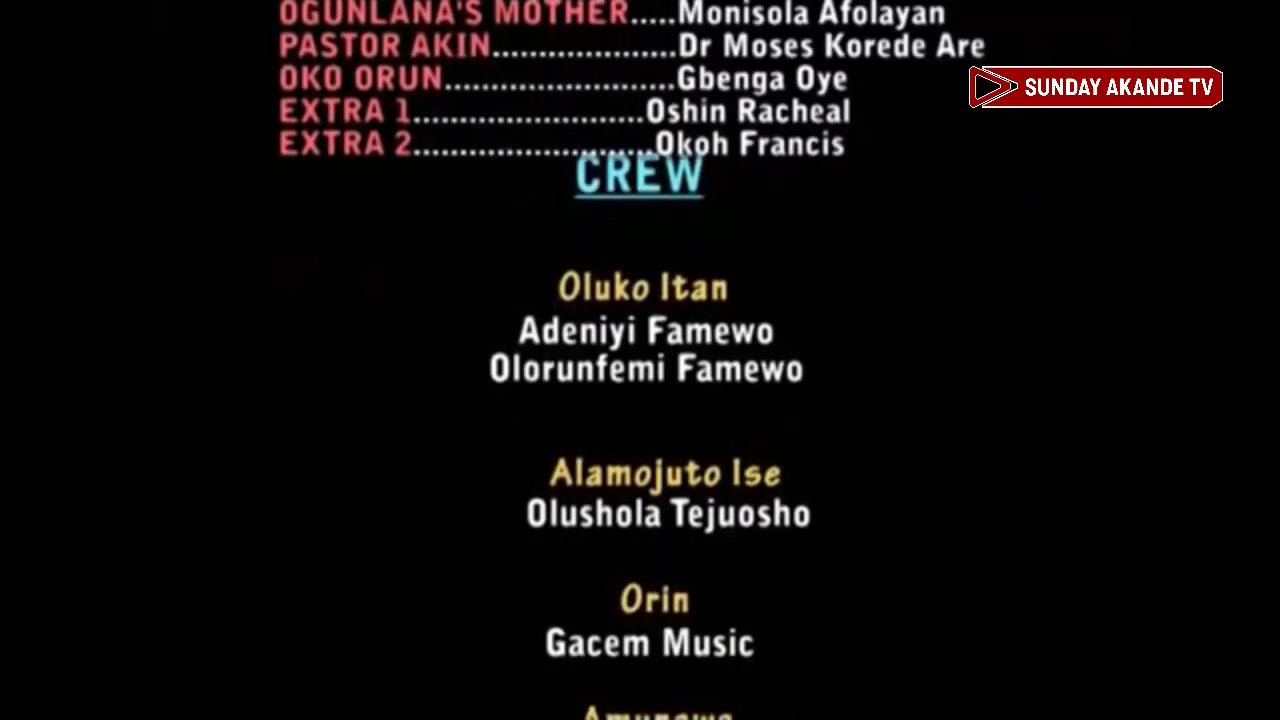 OGUNLANA'S MOTHER.....Monisola Afolayan
PASTOR AKIN....................Dr Moses Korede Are
OKO ORUN.........................Gbenga Oye
EXTRA 1.........................Oshin Racheal
EXTRA 2..........................Okoh Francis
SUNDAY AKANDE TV
CREW
Oluko Itan
Adeniyi Famewo
Olorunfemi Famewo
Alamojuto Ise
Olushola Tejuosho
Orin
Gacem Music